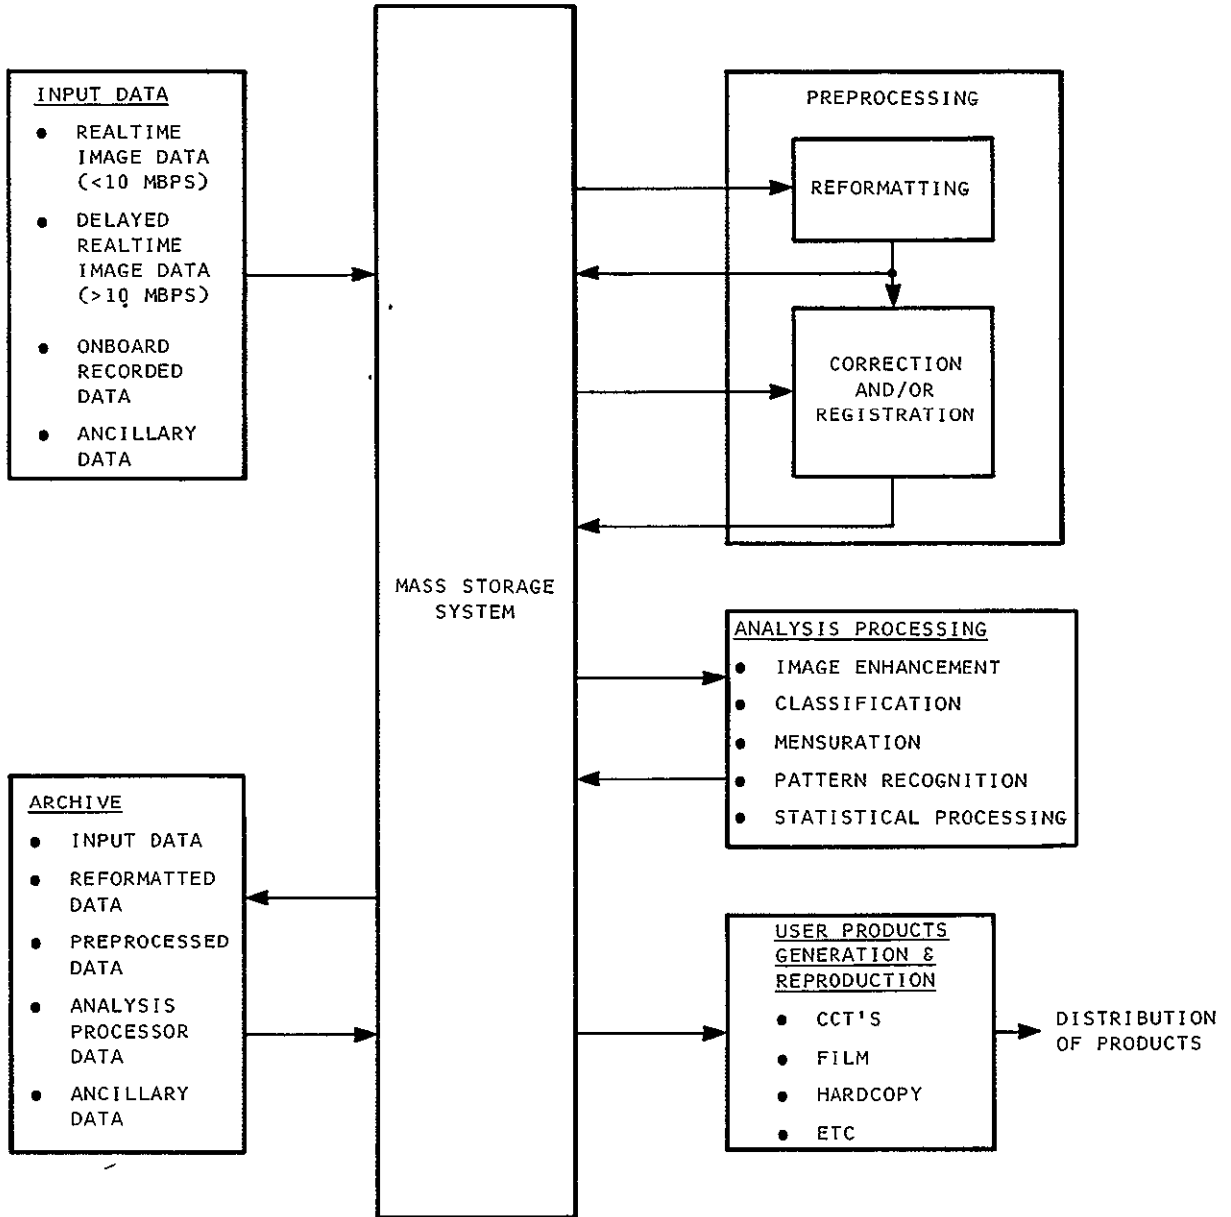 INPUT DATA
● REALTIME
IMAGE DATA
(<10 MBPS)
● DELAYED
REALTIME
IMAGE DATA
(>10 MBPS)
● ONBOARD
RECORDED
DATA
● ANCILLARY
DATA
MASS STORAGE
SYSTEM
PREPROCESSING
REFORMATTING
CORRECTION
AND/OR
REGISTRATION
ANALYSIS PROCESSING
● IMAGE ENHANCEMENT
● CLASSIFICATION
● MENSURATION
● PATTERN RECOGNITION
● STATISTICAL PROCESSING
ARCHIVE
● INPUT DATA
● REFORMATTED
DATA
● PREPROCESSED
DATA
● ANALYSIS
PROCESSOR
DATA
● ANCILLARY
DATA
USER PRODUCTS
GENERATION &
REPRODUCTION
● CCT'S
● FILM
● HARDCOPY
● ETC
DISTRIBUTION
OF PRODUCTS